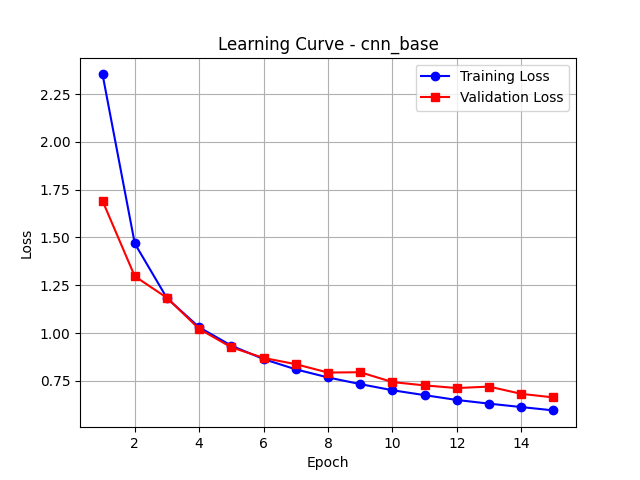 Learning Curve - cnn_base
Training Loss
Validation Loss
Loss
2.25
2.00
1.75
1.50
1.25
1.00
0.75
2 4 6 8 10 12 14
Epoch